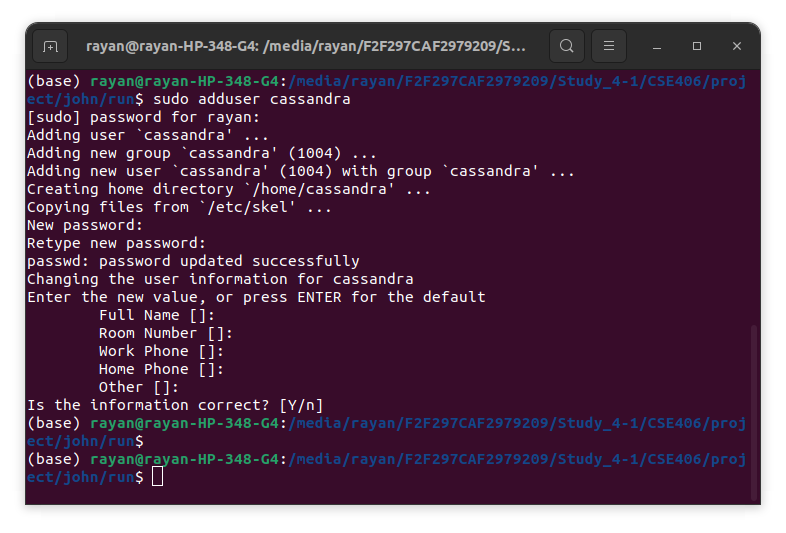 rayan@rayan-HP-348-G4: /media/rayan/F2F297CAF2979209/S...
(base) rayan@rayan-HP-348-G4:/media/rayan/F2F297CAF2979209/Study_4-1/CSE406/proj
ect/john/run$ sudo adduser cassandra
[sudo] password for rayan:
Adding user `cassandra' ...
Adding new group `cassandra' (1004) ...
Adding new user `cassandra' (1004) with group `cassandra' ...
Creating home directory `/home/cassandra' ...
Copying files from `/etc/skel' ...
New password:
Retype new password:
passwd: password updated successfully
Changing the user information for cassandra
Enter the new value, or press ENTER for the default
        Full Name []:
        Room Number []:
        Work Phone []:
        Home Phone []:
        Other []:
Is the information correct? [Y/n]
(base) rayan@rayan-HP-348-G4:/media/rayan/F2F297CAF2979209/Study_4-1/CSE406/proj
ect/john/run$
(base) rayan@rayan-HP-348-G4:/media/rayan/F2F297CAF2979209/Study_4-1/CSE406/proj
ect/john/run$